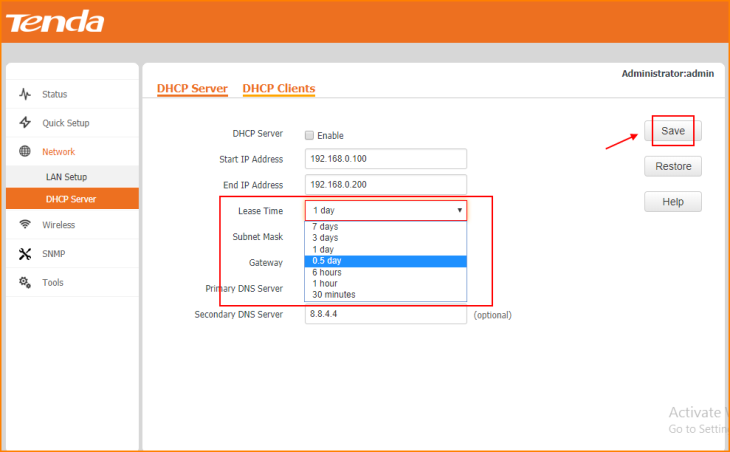 Tenda
Administrator:admin
Status
Quick Setup
Network
LAN Setup
DHCP Server
Wireless
SNMP
Tools
DHCP Server DHCP Clients
DHCP Server Enable
Start IP Address 192.168.0.100
End IP Address 192.168.0.200
Lease Time 1 day
7 days
3 days
1 day
0.5 day
6 hours
1 hour
30 minutes
Subnet Mask
Gateway
Primary DNS Server
Secondary DNS Server 8.8.4.4 (optional)
Save
Restore
Help
Activate
Go to Settin